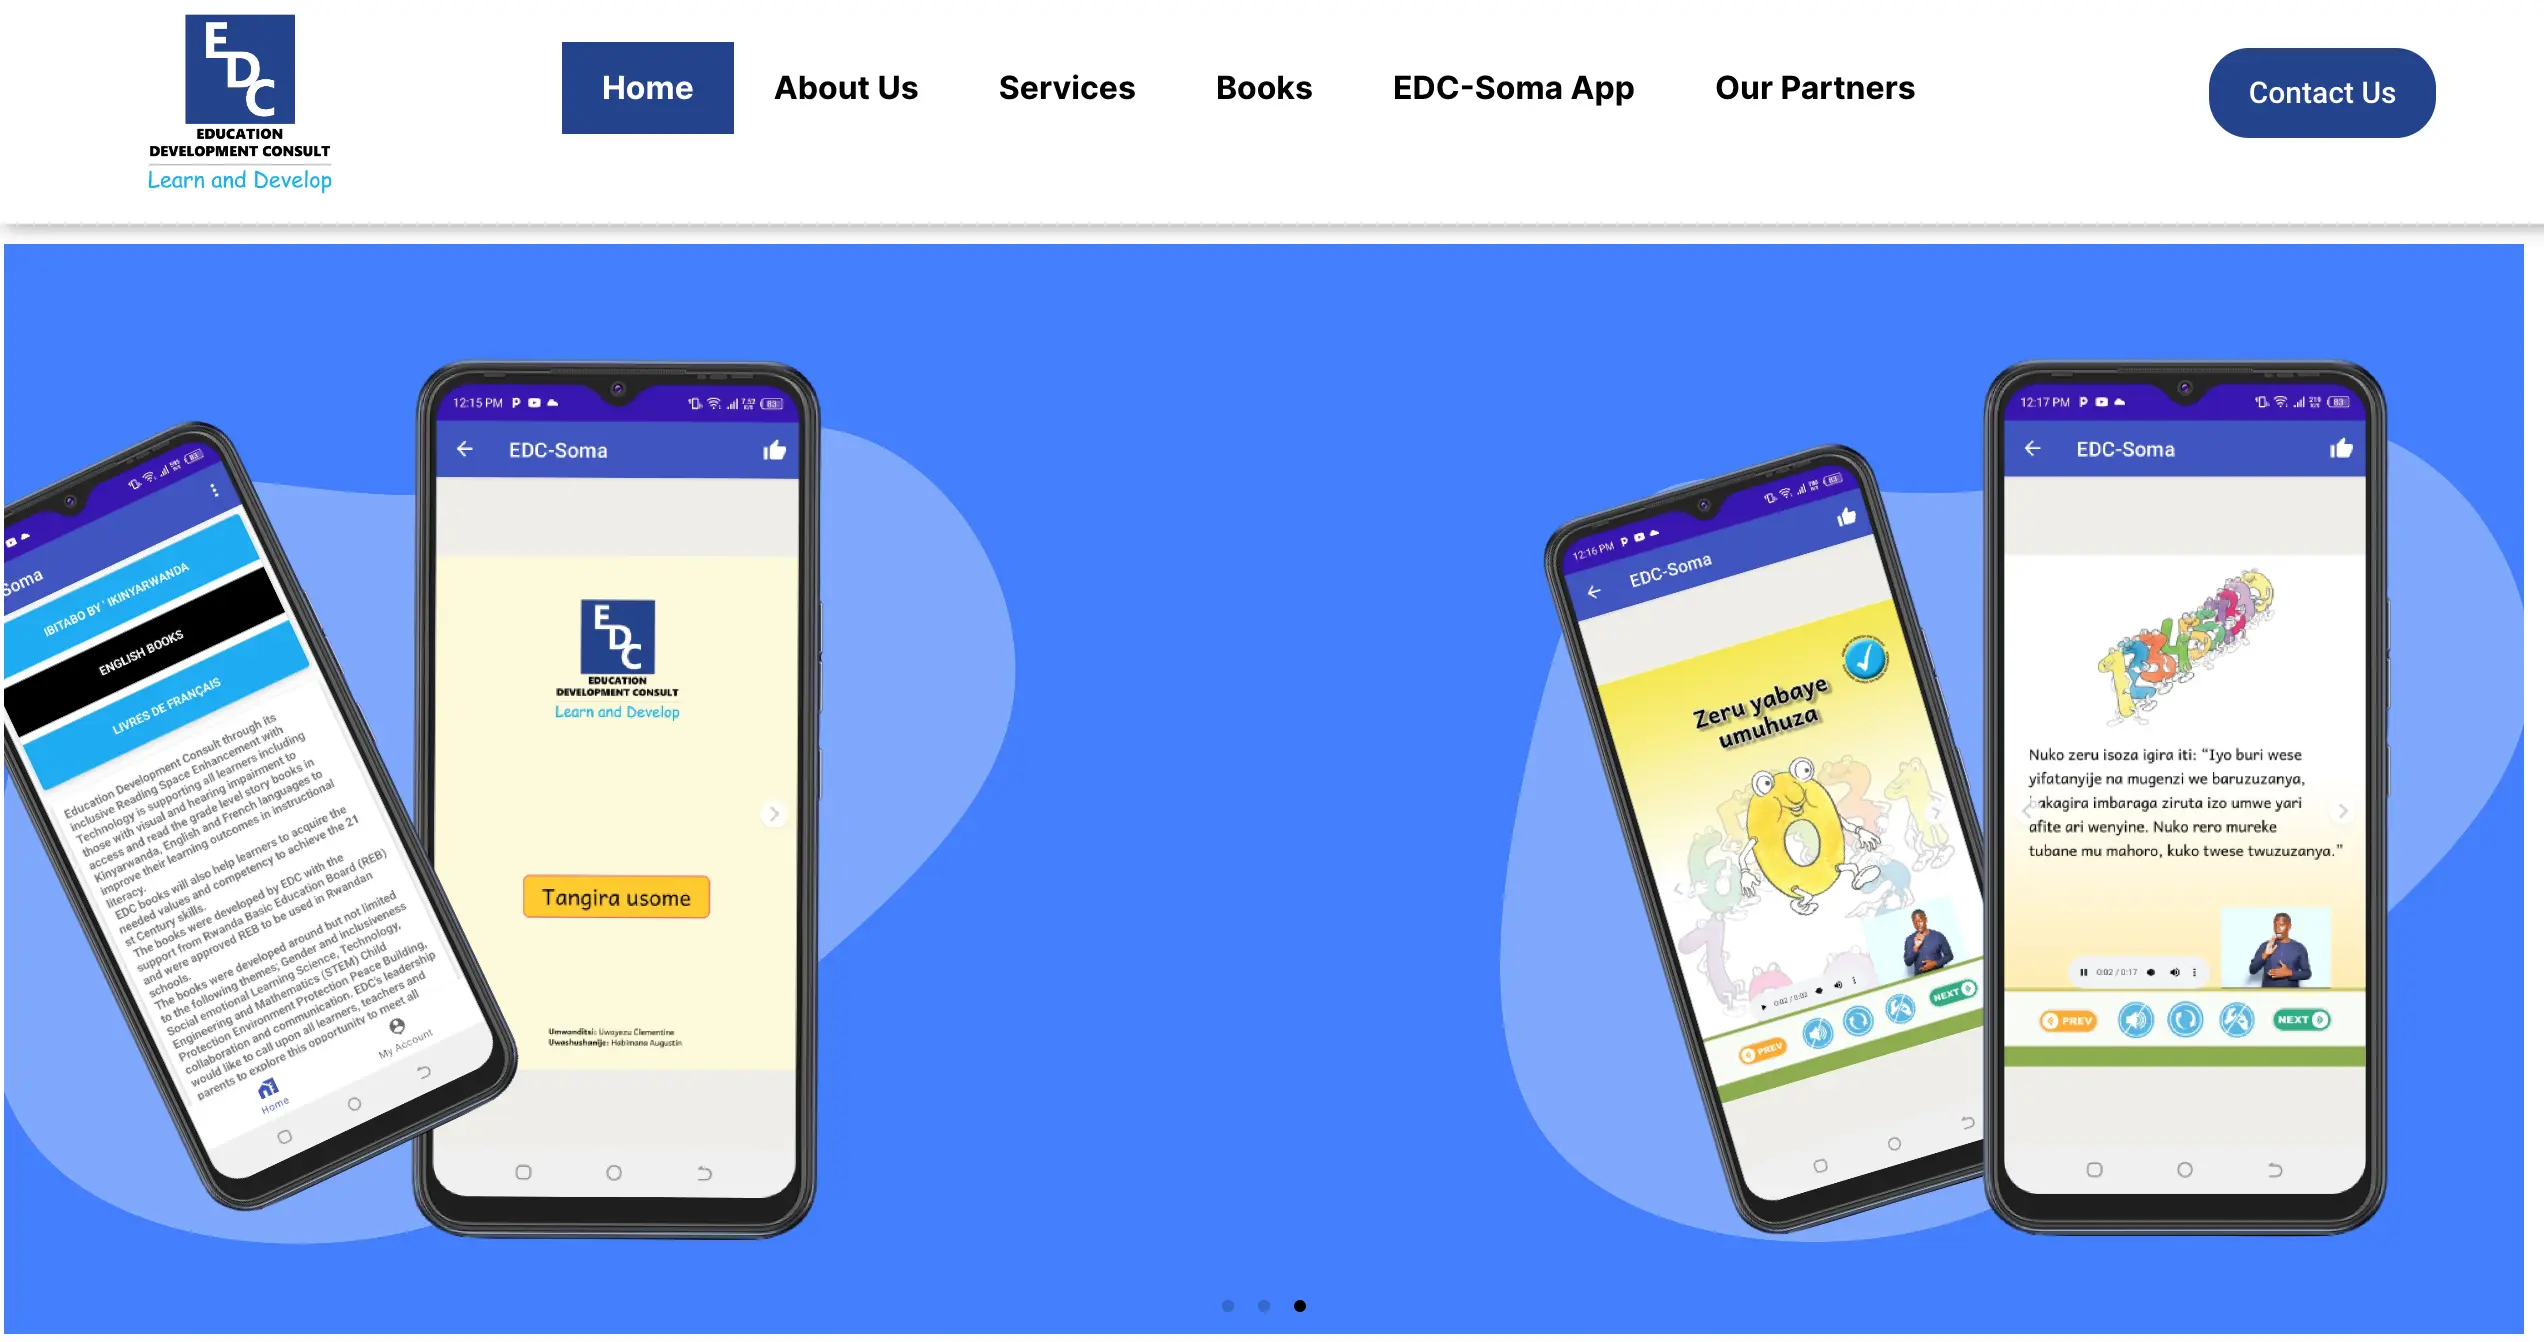 EDC
EDUCATION
DEVELOPMENT CONSULT
Learn and Develop
Home
About Us
Services
Books
EDC-Soma App
Our Partners
Contact Us
Soma
IBITABO BY ' IKINYARWANDA
ENGLISH BOOKS
LIVRES DE FRANÇAIS
Education Development Consult through its
inclusive Reading Space Enhancement with
Technology is supporting all learners including
those with visual and hearing impairment to
access and read the grade level story books in
Kinyarwanda, English and French languages to
improve their learning outcomes in instructional
literacy.
EDC books will also help learners to acquire the
needed values and competency to achieve the 21
st Century skills.
The books were developed by EDC with the
support from Rwanda Basic Education Board (REB)
and were approved REB to be used in Rwandan
schools.
The books were developed around but not limited
to the following themes; Gender and inclusiveness
Social emotional Learning Science, Technology,
Engineering and Mathematics (STEM) Child
Protection Environment Protection Peace Building,
collaboration and communication. EDC's leadership
would like to call upon all learners, teachers and
parents to explore this opportunity to meet all
Home
My Account
12:15 PM
83
EDC-Soma
EDC
EDUCATION
DEVELOPMENT CONSULT
Learn and Develop
Tangira usome
Umwanditsi: Uwayezu Clementine
Uwashushanije: Habimana Augustin
12:16 PM
83
EDC-Soma
Zeru yabaye
umuhuza
0:02 / 0:02
PREV
NEXT
12:17 PM
83
EDC-Soma
Nuko zeru isoza igira iti: “Iyo buri wese
yifatanyije na mugenzi we baruzuzanya,
bakagira imbaraga ziruta izo umwe yari
afite ari wenyine. Nuko rero mureke
tubane mu mahoro, kuko twese twuzuzanya.”
0:02 / 0:17
PREV
NEXT